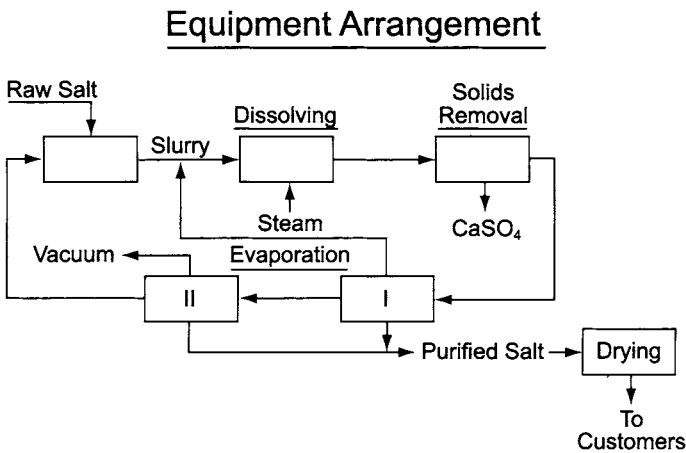 Equipment Arrangement
Raw Salt
Slurry
Dissolving
Solids
Removal
Steam
CaSO₄
Vacuum
Evaporation
II
I
Purified Salt
Drying
To
Customers